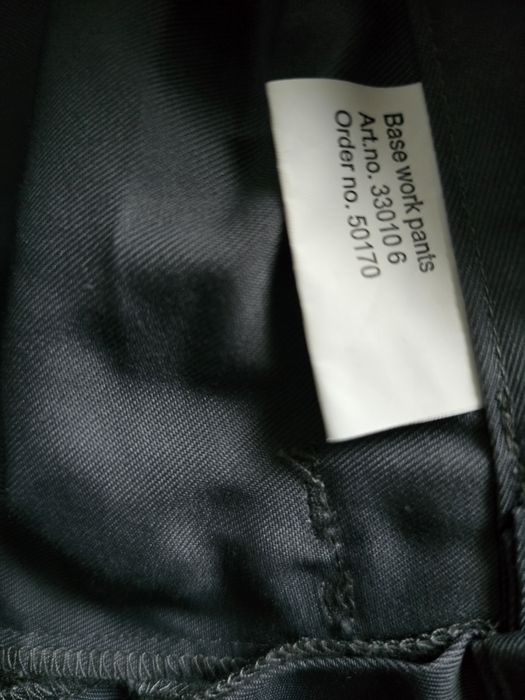 Base work pants
Art.no. 33010 6
Order no. 50170